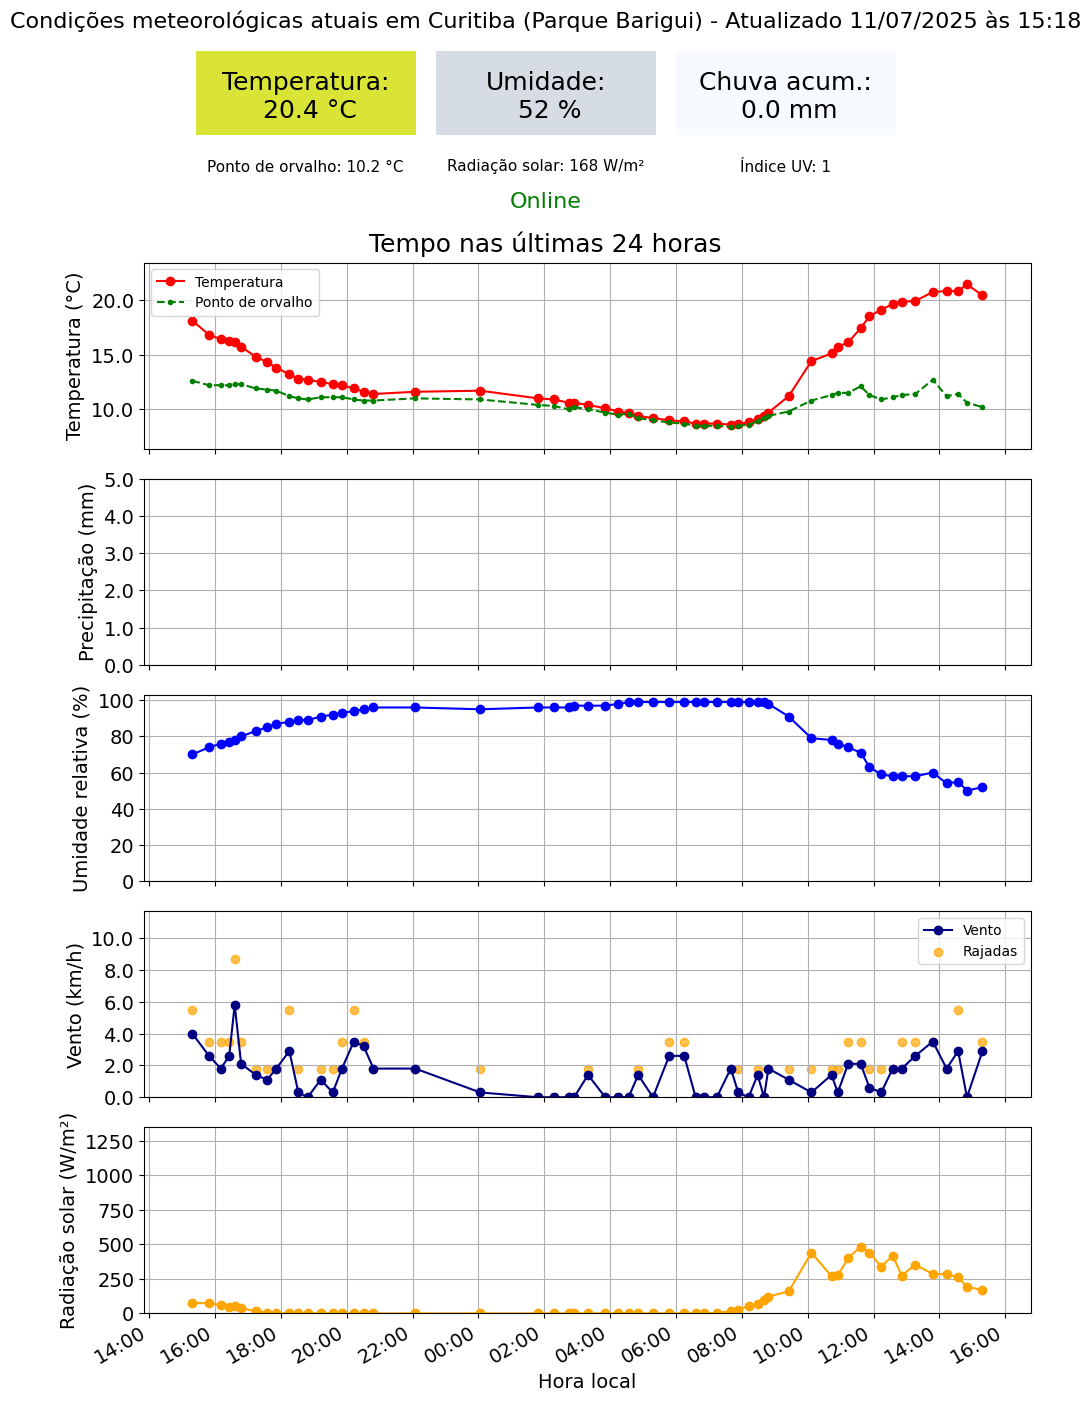 Condições meteorológicas atuais em Curitiba (Parque Barigui) - Atualizado 11/07/2025 às 15:18
Temperatura:
20.4 °C
Umidade:
52 %
Chuva acum.:
0.0 mm
Ponto de orvalho: 10.2 °C
Radiação solar: 168 W/m²
Índice UV: 1
Online
Tempo nas últimas 24 horas
Temperatura (°C)
20.0
15.0
10.0
Temperatura
Ponto de orvalho
Precipitação (mm)
5.0
4.0
3.0
2.0
1.0
0.0
Umidade relativa (%)
100
80
60
40
20
0
Vento (km/h)
10.0
8.0
6.0
4.0
2.0
0.0
Vento
Rajadas
Radiação solar (W/m²)
1250
1000
750
500
250
0
14:00
16:00
18:00
20:00
22:00
00:00
02:00
04:00
06:00
08:00
10:00
12:00
14:00
16:00
Hora local